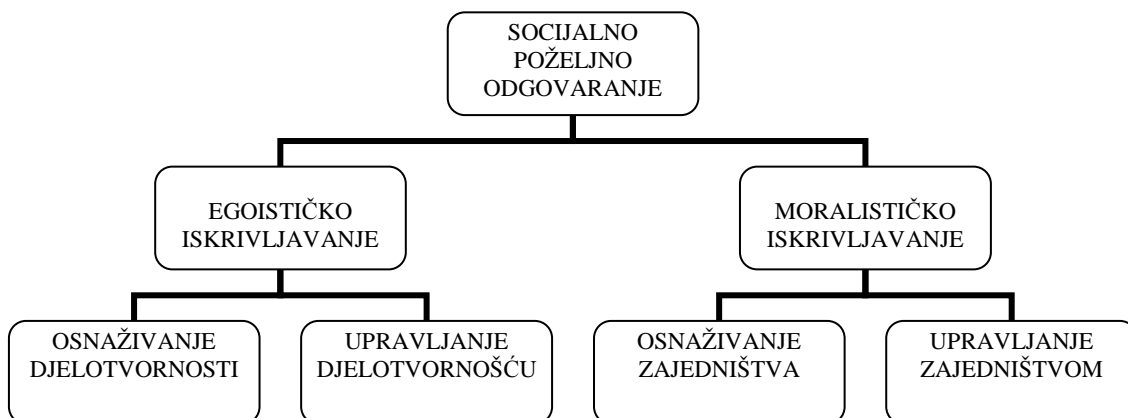 SOCIJALNO
POŽELJNO
ODGOVARANJE
EGOISTIČKO
ISKRIVLJAVANJE
MORALISTIČKO
ISKRIVLJAVANJE
OSNAŽIVANJE
DJELOTVORNOSTI
UPRAVLJANJE
DJELOTVORNOŠĆU
OSNAŽIVANJE
ZAJEDNIŠTVA
UPRAVLJANJE
ZAJEDNIŠTVOM